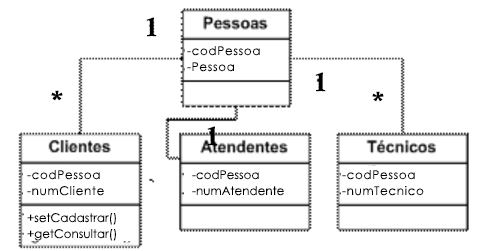 Pessoas
1
-codPessoa
-Pessoa
1
*
*
1
Clientes
-codPessoa
-numCliente
+setCadastrar()
+getConsultar()
Atendentes
-codPessoa
-numAtendente
Técnicos
-codPessoa
-numTecnico